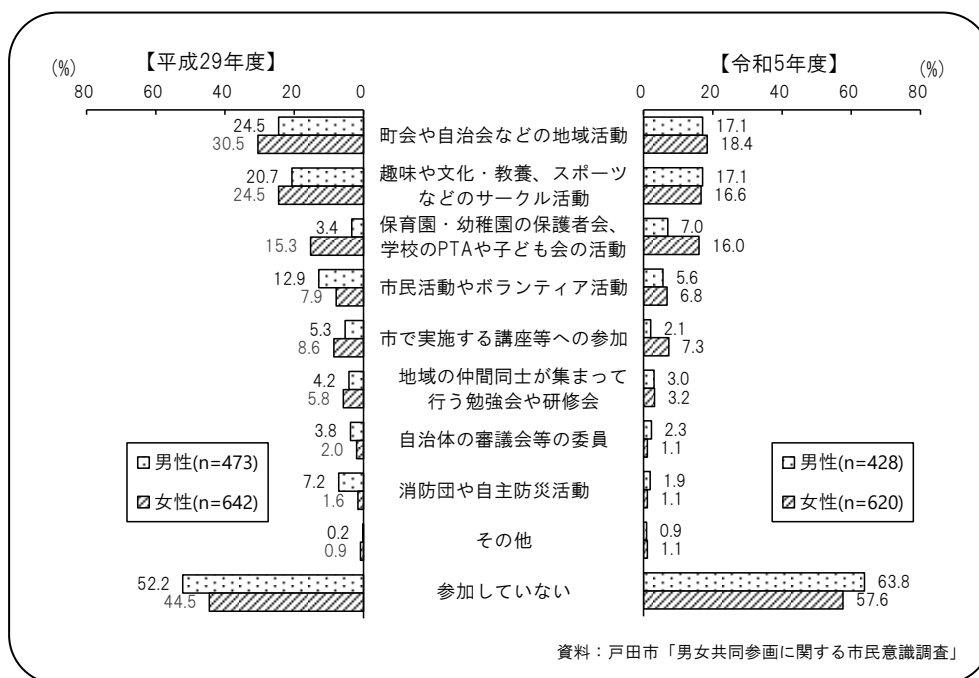 【平成29年度】
【令和5年度】
(%)
(%)
80 60 40 20 0
0 20 40 60 80
24.5 町会や自治会などの地域活動 17.1
30.5 18.4
20.7 趣味や文化・教養、スポーツ 17.1
24.5 などのサークル活動 16.6
3.4 保育園・幼稚園の保護者会、 7.0
15.3 学校のPTAや子ども会の活動 16.0
12.9 市民活動やボランティア活動 5.6
7.9 6.8
5.3 市で実施する講座等への参加 2.1
8.6 7.3
4.2 地域の仲間同士が集まって 3.0
5.8 行う勉強会や研修会 3.2
3.8 自治体の審議会等の委員 2.3
2.0 1.1
男性(n=473)
女性(n=642)
7.2 消防団や自主防災活動 1.9
1.6 1.1
男性(n=428)
女性(n=620)
0.2 その他 0.9
0.9 1.1
52.2 参加していない 63.8
44.5 57.6
資料：戸田市「男女共同参画に関する市民意識調査」